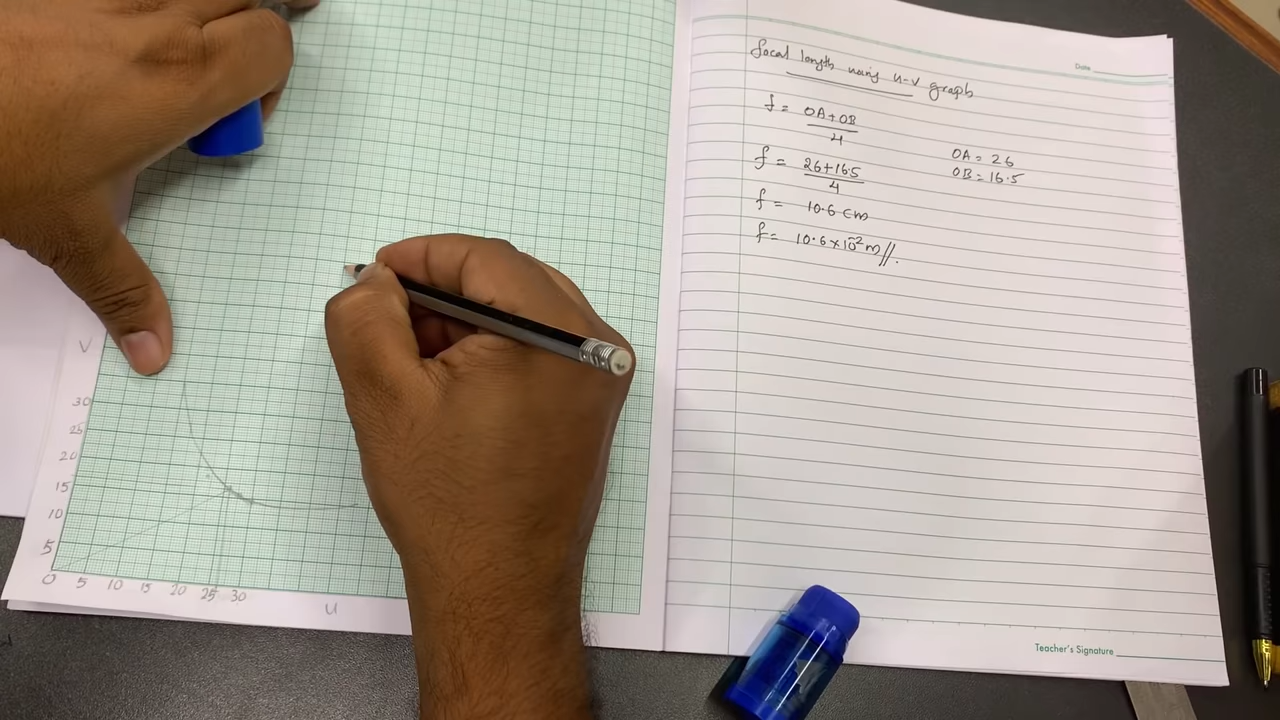 Date
focal length using u-v graph
f = OA+OB
4
OA = 26
f = 26+16.5
4
OB = 16.5
f = 10.6 cm
f = 10.6 × 10⁻² m//.
V
30
25
20
15
10
5
0 5 10 15 20 25 30
u
Teacher's Signature